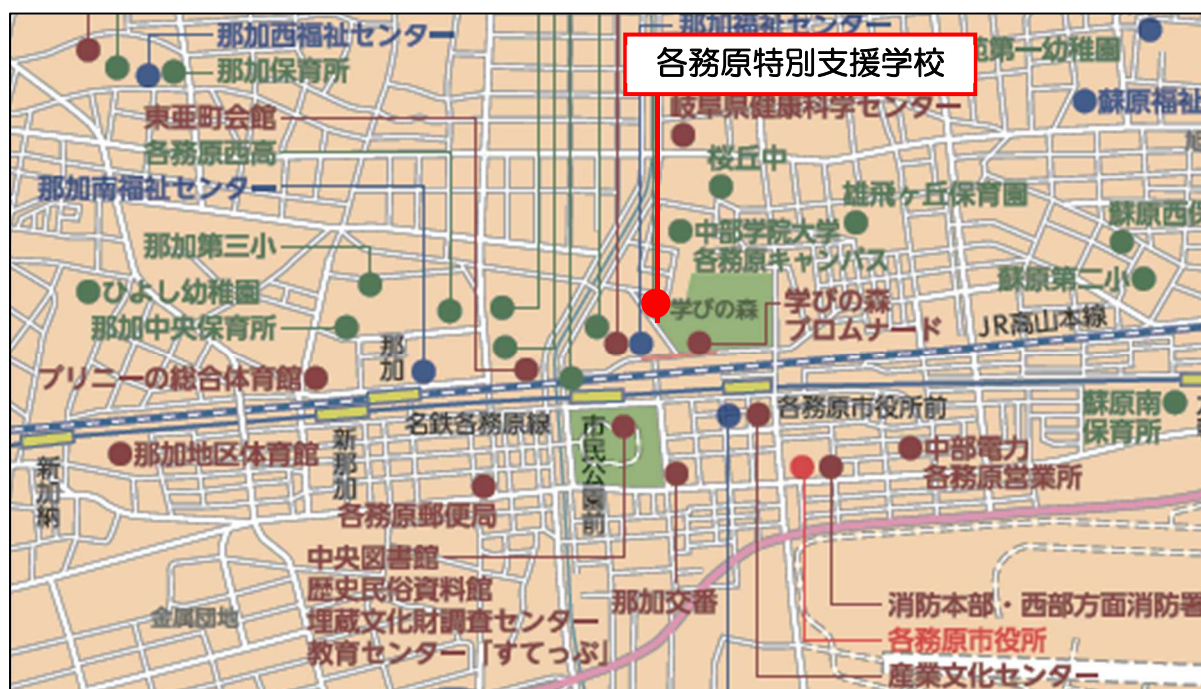 那加西福祉センター
那加福祉センター
那加保育所
各務原特別支援学校
第一幼稚園
蘇原福祉
岐阜県健康科学センター
東亜町会館
各務原西高
桜丘中
那加南福祉センター
雄飛ヶ丘保育園
蘇原西保
中部学院大学
各務原キャンパス
那加第三小
蘇原第二小
ひよし幼稚園
学びの森
学びの森
プロムナード
那加中央保育所
JR高山本線
那加
プリニーの総合体育館
名鉄各務原線
各務原市役所前
蘇原南
保育所
市民公園前
新那加
新加納
那加地区体育館
中部電力
各務原営業所
各務原郵便局
中央図書館
歴史民俗資料館
埋蔵文化財調査センター
教育センター「すてっぷ」
那加交番
金属団地
消防本部・西部方面消防署
各務原市役所
産業文化センター